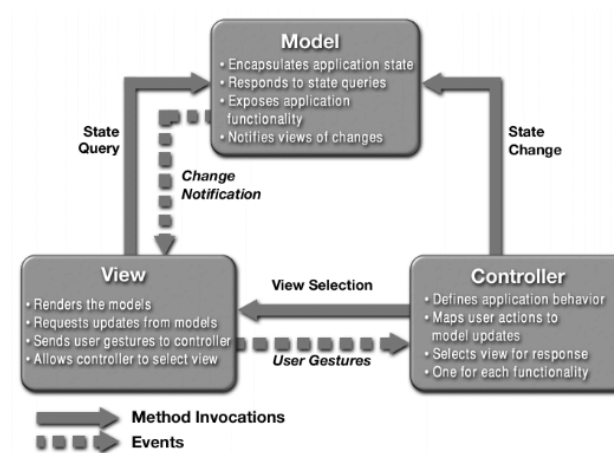 Model
• Encapsulates application state
• Responds to state queries
• Exposes application
functionality
• Notifies views of changes
State
Query
Change
Notification
State
Change
View
• Renders the models
• Requests updates from models
• Sends user gestures to controller
• Allows controller to select view
View Selection
User Gestures
Controller
• Defines application behavior
• Maps user actions to
model updates
• Selects view for response
• One for each functionality
Method Invocations
Events